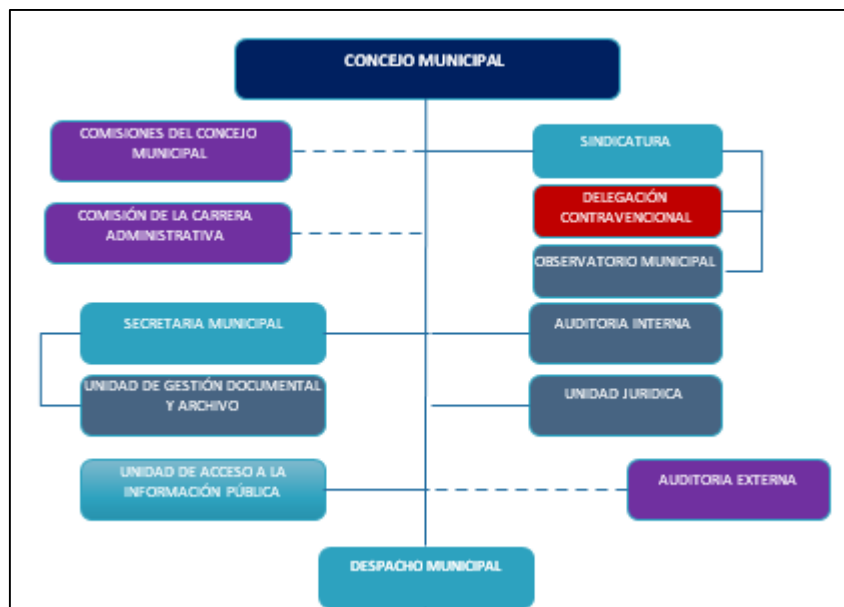 CONCEJO MUNICIPAL
COMISIONES DEL CONCEJO
MUNICIPAL
SINDICATURA
DELEGACIÓN
CONTRAVENCIONAL
COMISIÓN DE LA CARRERA
ADMINISTRATIVA
OBSERVATORIO MUNICIPAL
SECRETARIA MUNICIPAL
AUDITORIA INTERNA
UNIDAD DE GESTIÓN DOCUMENTAL
Y ARCHIVO
UNIDAD JURIDICA
UNIDAD DE ACCESO A LA
INFORMACIÓN PÚBLICA
AUDITORIA EXTERNA
DESPACHO MUNICIPAL